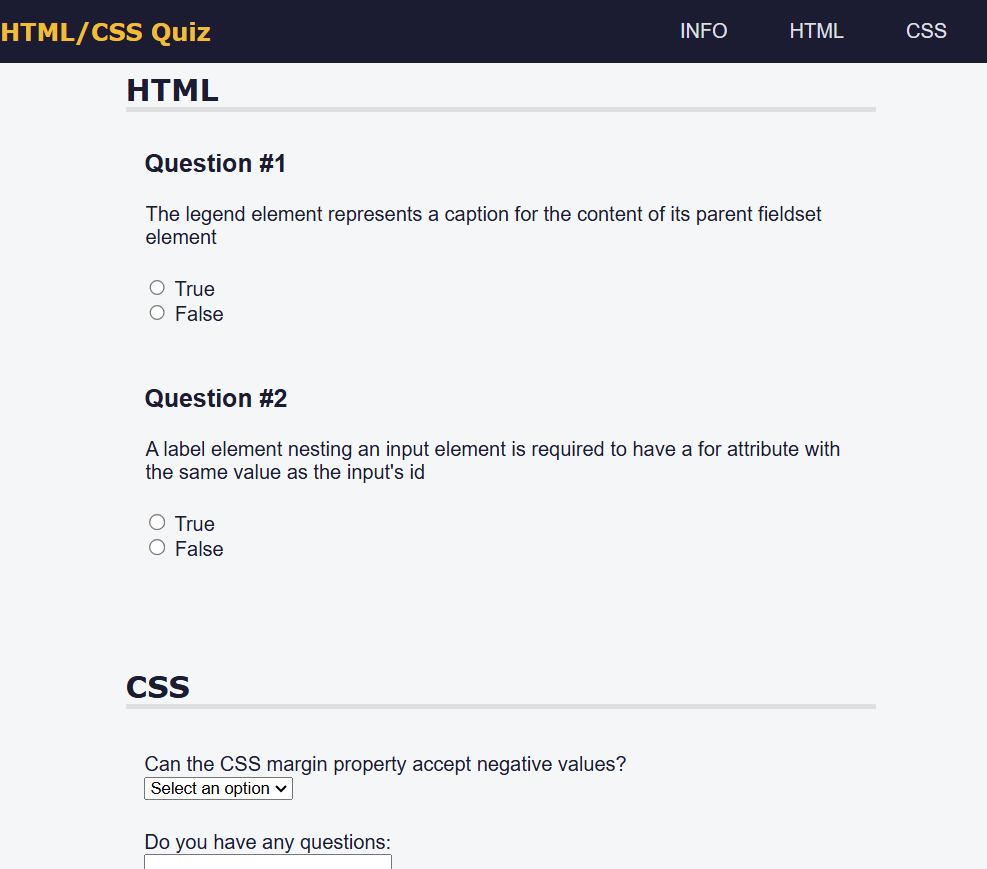 HTML/CSS Quiz
INFO
HTML
CSS
HTML
Question #1
The legend element represents a caption for the content of its parent fieldset
element
True
False
Question #2
A label element nesting an input element is required to have a for attribute with
the same value as the input's id
True
False
CSS
Can the CSS margin property accept negative values?
Select an option
Do you have any questions: